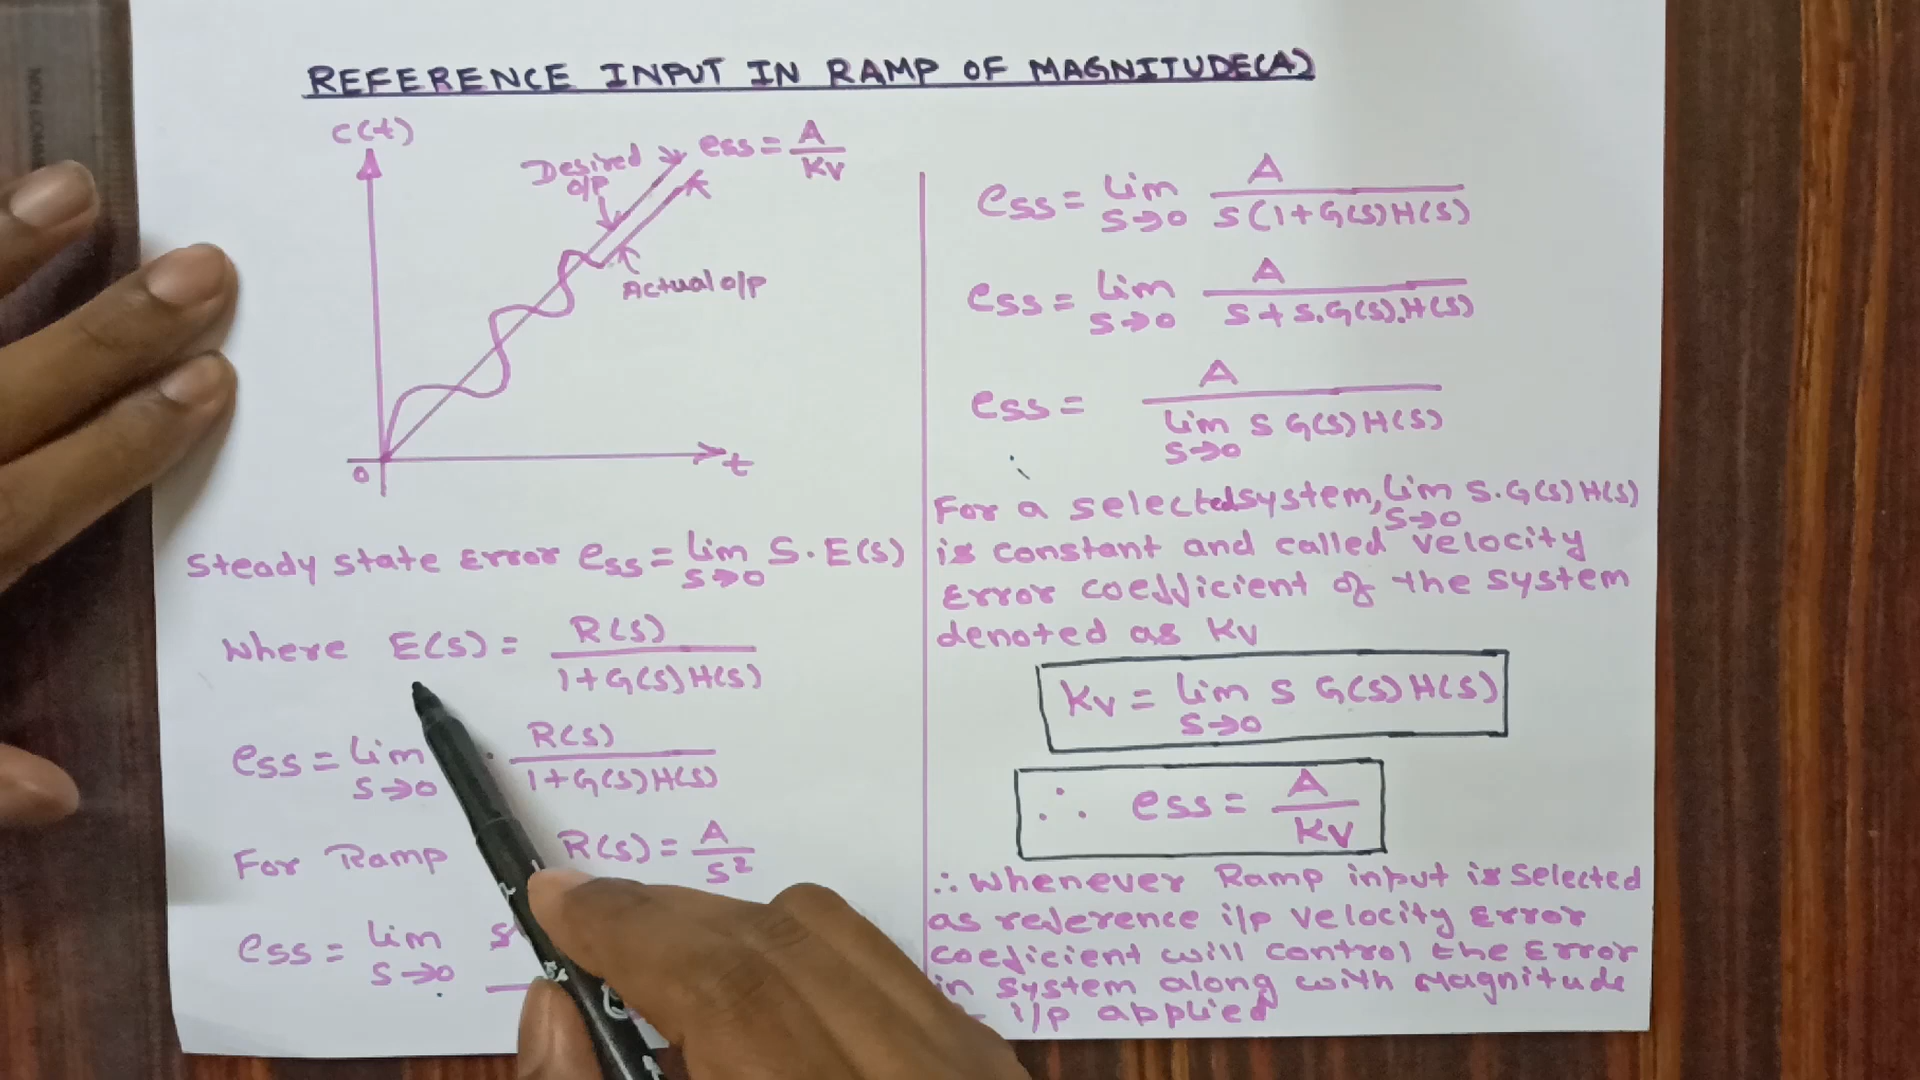 REFERENCE INPUT IN RAMP OF MAGNITUDE(A)
C(t)
Desired o/p
ess = A/Kv
Actual o/p
0
t
Steady state Error ess = Lim s→0 S.E(s)
Where E(s) = R(s)/1+G(s)H(s)
ess = Lim s→0 . R(s)/1+G(s)H(s)
For Ramp R(s) = A/s²
ess = Lim s→0 s
ess = Lim s→0 A/s(1+G(s)H(s)
ess = Lim s→0 A/s+s.G(s).H(s)
ess = A/Lim s→0 s G(s)H(s)
For a selected system, Lim s→0 s.G(s)H(s)
is constant and called velocity
Error coefficient of the system
denoted as Kv
Kv = Lim s→0 s G(s)H(s)
∴ ess = A/Kv
∴ Whenever Ramp input is selected
as reference i/p velocity Error
coefficient will control the Error
in system along with Magnitude
i/p applied